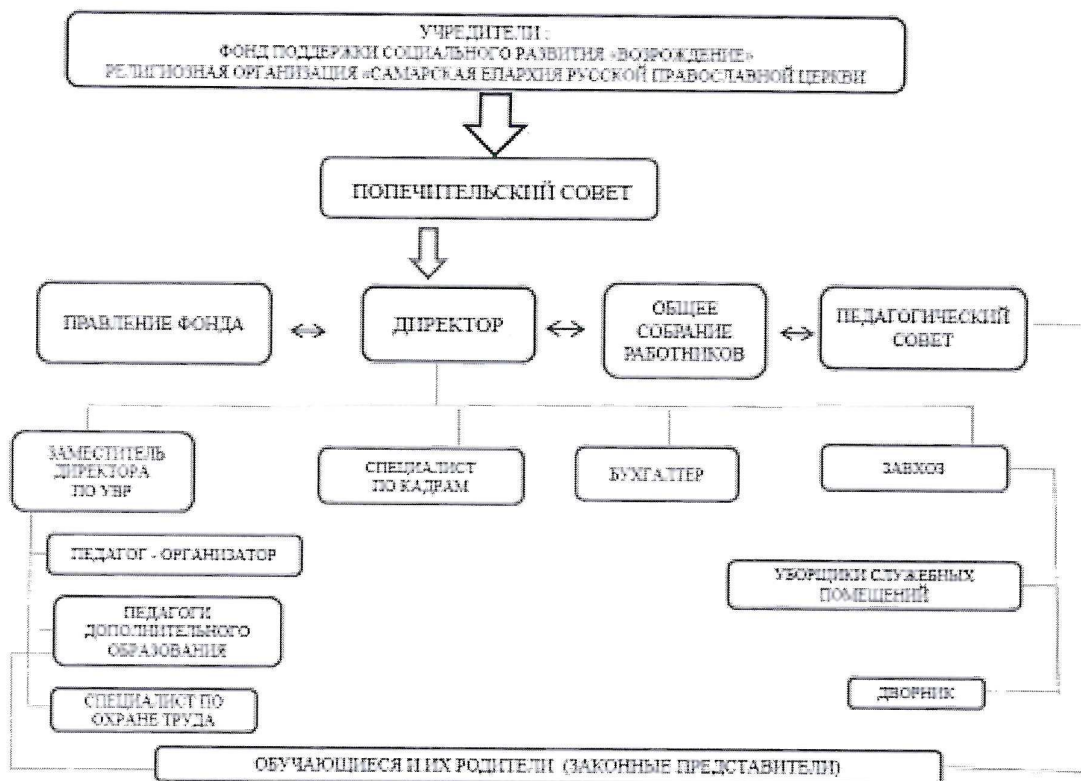 УЧРЕДИТЕЛИ :
ФОНД ПОДДЕРЖКИ СОЦИАЛЬНОГО РАЗВИТИЯ «ВОЗРОЖДЕНИЕ»
РЕЛИГИОЗНАЯ ОРГАНИЗАЦИЯ «САМАРСКАЯ ЕПАРХИЯ РУССКОЙ ПРАВОСЛАВНОЙ ЦЕРКВИ
ПОПЕЧИТЕЛЬСКИЙ СОВЕТ
ПРАВЛЕНИЕ ФОНДА
ДИРЕКТОР
ОБЩЕЕ
СОБРАНИЕ
РАБОТНИКОВ
ПЕДАГОГИЧЕСКИЙ
СОВЕТ
ЗАМЕСТИТЕЛЬ
ДИРЕКТОРА
ПО УВР
СПЕЦИАЛИСТ
ПО КАДРАМ
БУХГАЛТЕР
ЗАВХОЗ
ПЕДАГОГ - ОРГАНИЗАТОР
УБОРЩИКИ СЛУЖЕБНЫХ
ПОМЕЩЕНИЙ
ПЕДАГОГИ
ДОПОЛНИТЕЛЬНОГО
ОБРАЗОВАНИЯ
СПЕЦИАЛИСТ ПО
ОХРАНЕ ТРУДА
ДВОРНИК
ОБУЧАЮЩИЕСЯ И ИХ РОДИТЕЛИ (ЗАКОННЫЕ ПРЕДСТАВИТЕЛИ)